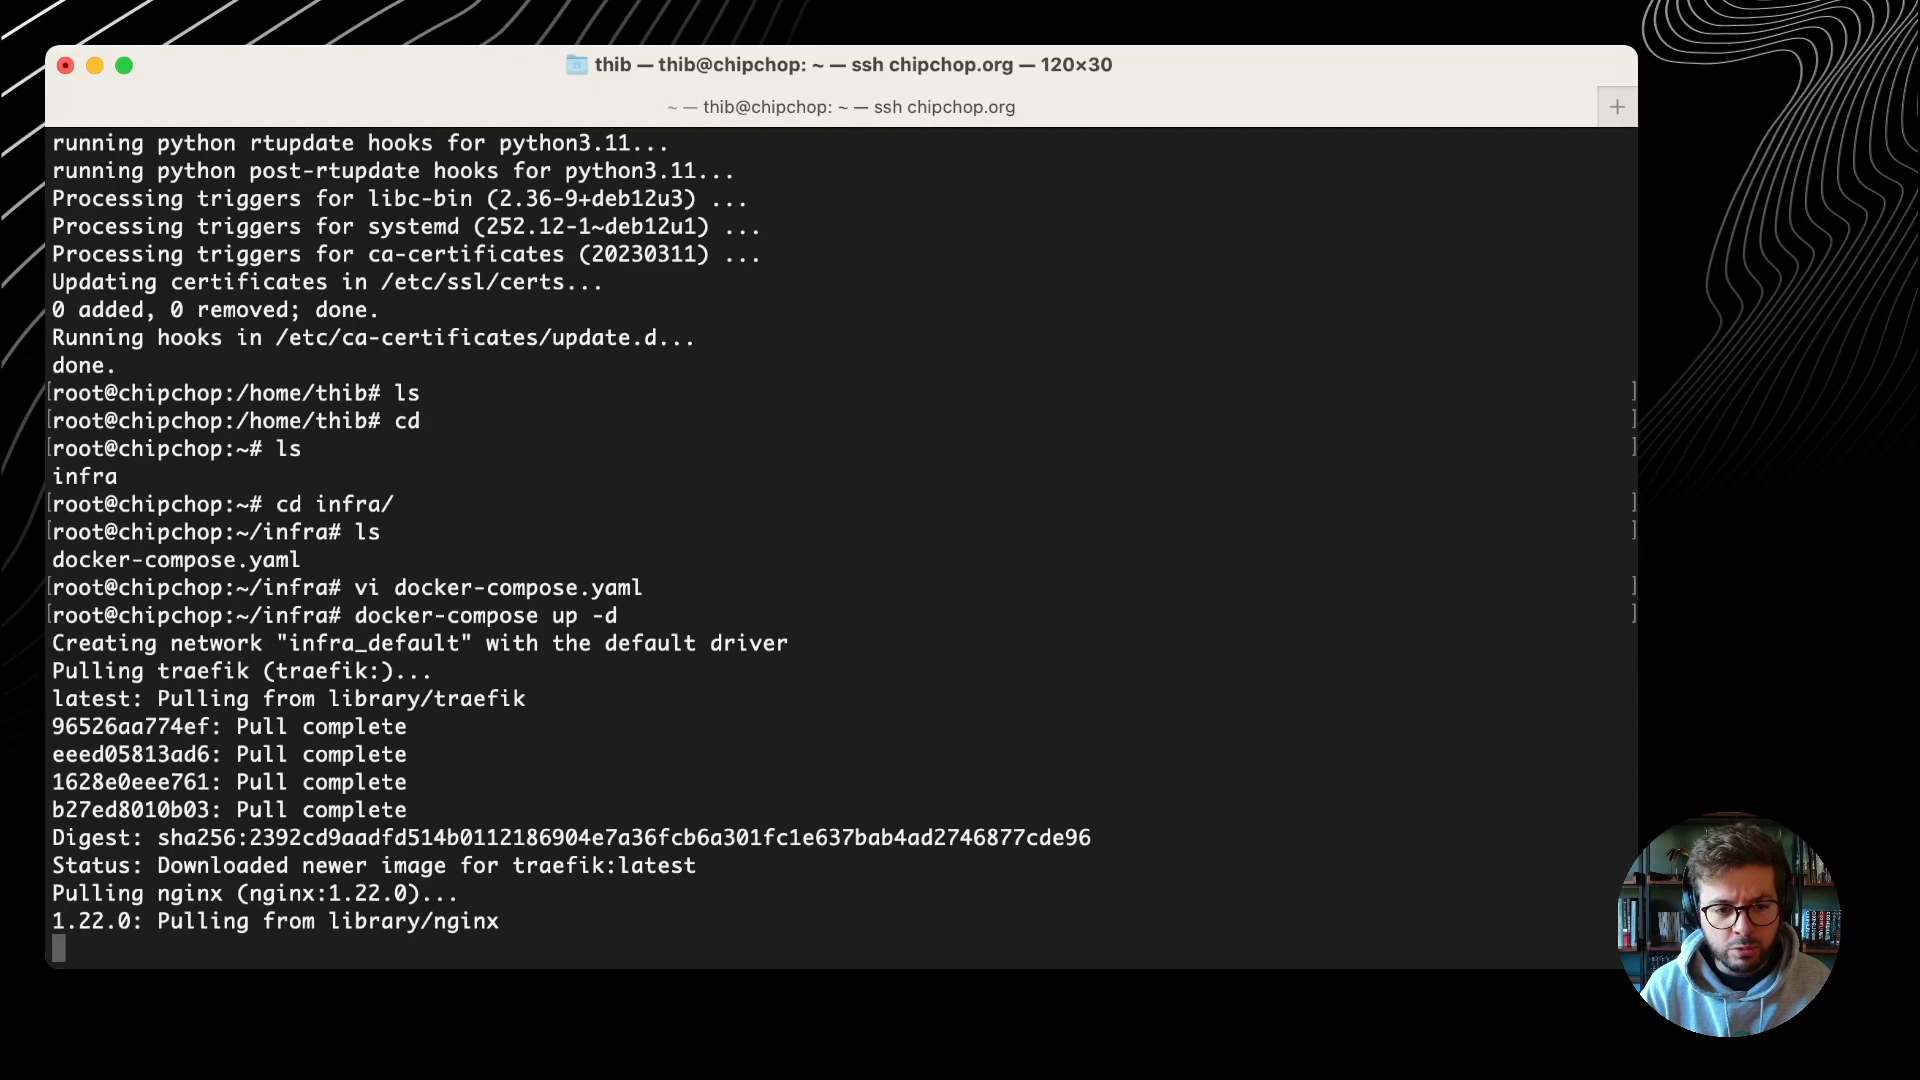 thib — thib@chipchop: ~ — ssh chipchop.org — 120×30
~ — thib@chipchop: ~ — ssh chipchop.org
running python rtupdate hooks for python3.11...
running python post-rtupdate hooks for python3.11...
Processing triggers for libc-bin (2.36-9+deb12u3) ...
Processing triggers for systemd (252.12-1~deb12u1) ...
Processing triggers for ca-certificates (20230311) ...
Updating certificates in /etc/ssl/certs...
0 added, 0 removed; done.
Running hooks in /etc/ca-certificates/update.d...
done.
[root@chipchop:/home/thib# ls ]
[root@chipchop:/home/thib# cd ]
[root@chipchop:~# ls ]
infra
[root@chipchop:~# cd infra/ ]
[root@chipchop:~/infra# ls ]
docker-compose.yaml
[root@chipchop:~/infra# vi docker-compose.yaml ]
[root@chipchop:~/infra# docker-compose up -d ]
Creating network "infra_default" with the default driver
Pulling traefik (traefik:)...
latest: Pulling from library/traefik
96526aa774ef: Pull complete
eeed05813ad6: Pull complete
1628e0eee761: Pull complete
b27ed8010b03: Pull complete
Digest: sha256:2392cd9aadfd514b0112186904e7a36fcb6a301fc1e637bab4ad2746877cde96
Status: Downloaded newer image for traefik:latest
Pulling nginx (nginx:1.22.0)...
1.22.0: Pulling from library/nginx